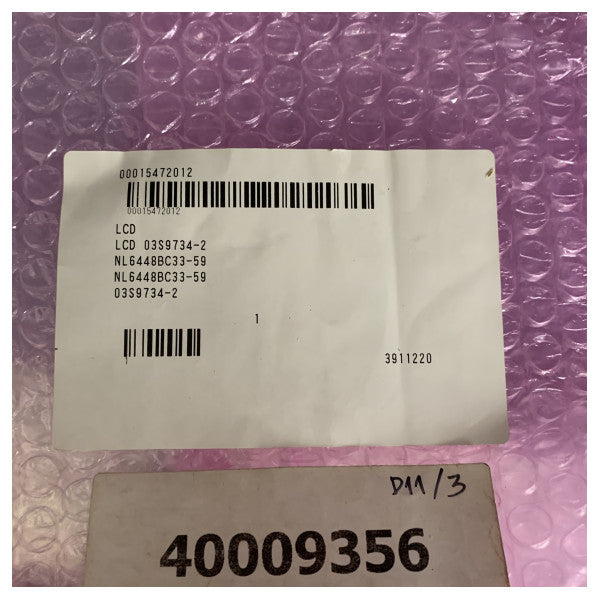 00015472012
00015472012
LCD
LCD 03S9734-2
NL6448BC33-59
NL6448BC33-59
03S9734-2
1
3911220
D11/3
40009356